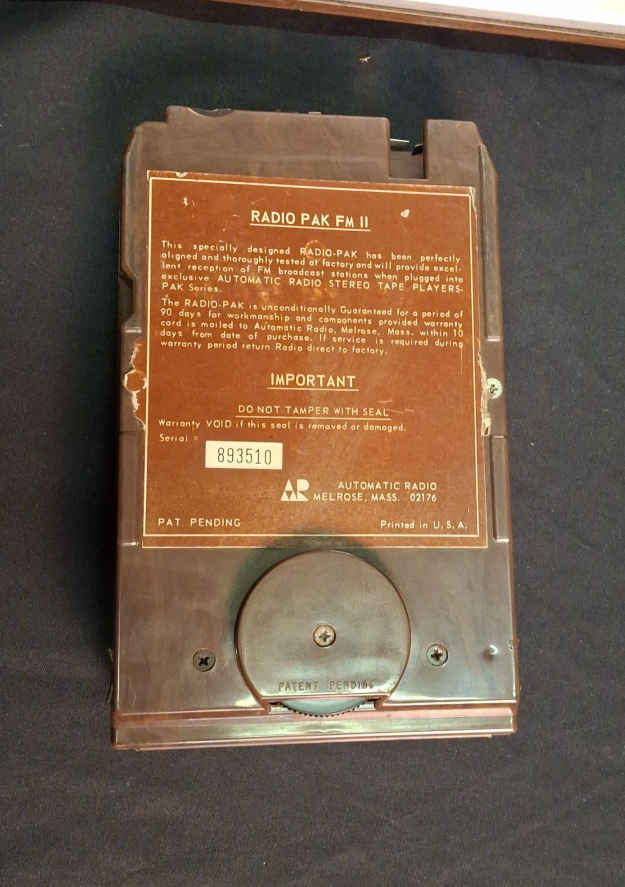 RADIO PAK FM II
This specially designed RADIO-PAK has been perfectly
aligned and thoroughly tested at factory and will provide excel-
lent reception of FM broadcast stations when plugged into
exclusive AUTOMATIC RADIO STEREO TAPE PLAYERS-
PAK Series.
The RADIO-PAK is unconditionally Guaranteed for a period of
90 days for workmanship and components provided warranty
card is mailed to Automatic Radio, Melrose, Mass. within 10
days from date of purchase. If service is required during
warranty period return Radio direct to factory.
IMPORTANT
DO NOT TAMPER WITH SEAL
Warranty VOID if this seal is removed or damaged.
Serial #
893510
AR
AUTOMATIC RADIO
MELROSE, MASS. 02176
PAT. PENDING
Printed in U. S. A.
PATENT PENDING